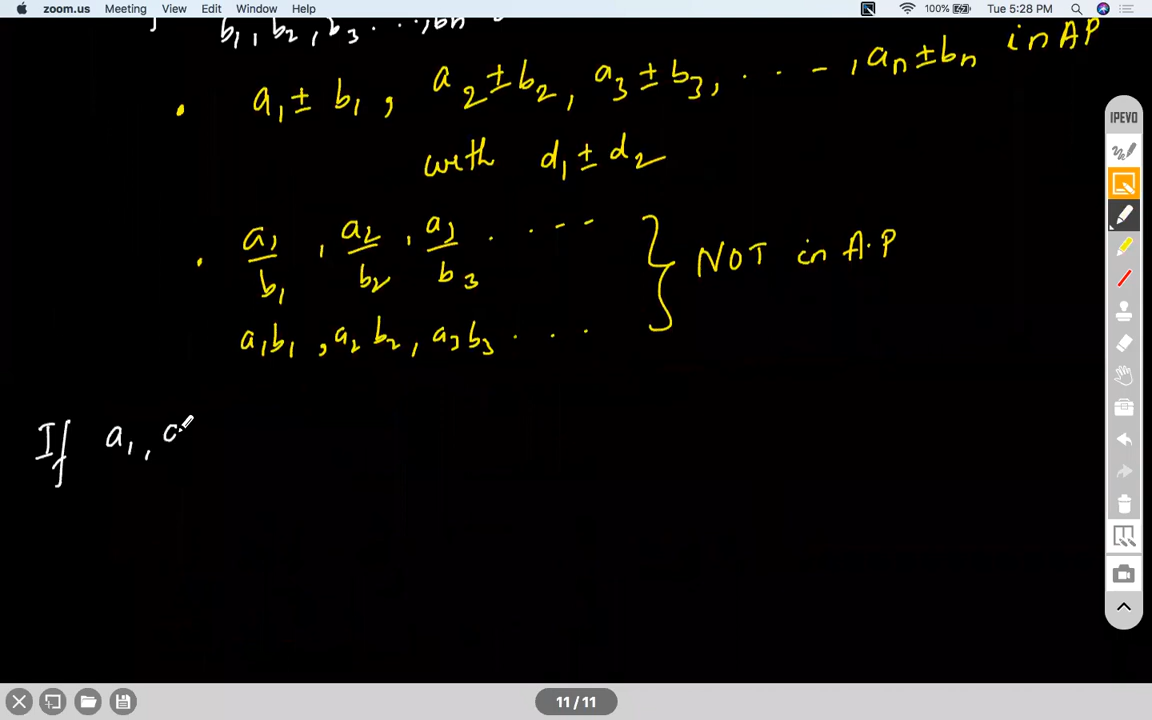 zoom.us Meeting View Edit Window Help 100% Tue 5:28 PM
b₁, b₂, b₃ ..., bn
• a₁ ± b₁, a₂ ± b₂, a₃ ± b₃, . . . – , an ± bn in AP
with d₁ ± d₂
IPEVO
• a₁/b₁, a₂/b₂, a₃/b₃ . . . - - } NOT in A.P
a₁b₁, a₂b₂, a₃b₃ . . .
If a₁, a
11 / 11